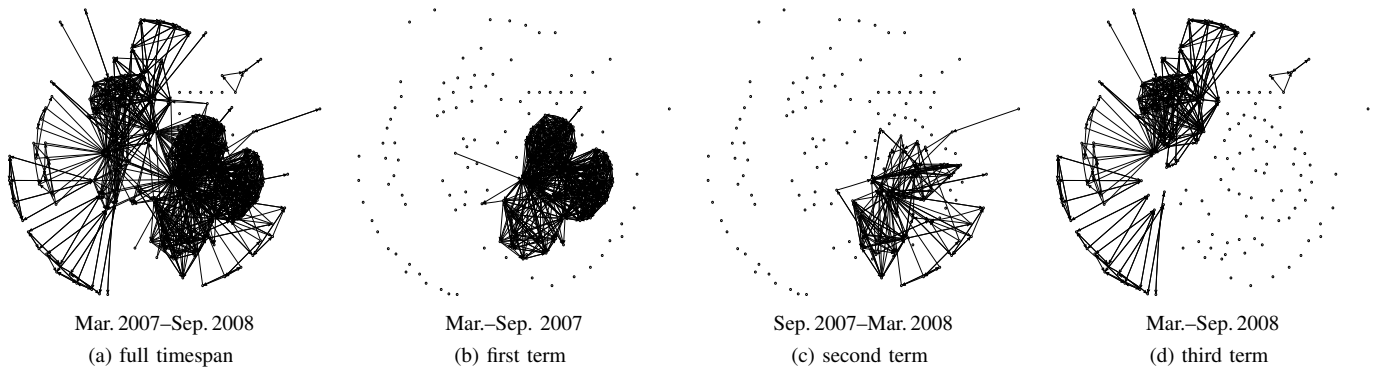 Mar. 2007–Sep. 2008
(a) full timespan
Mar.–Sep. 2007
(b) first term
Sep. 2007–Mar. 2008
(c) second term
Mar.–Sep. 2008
(d) third term